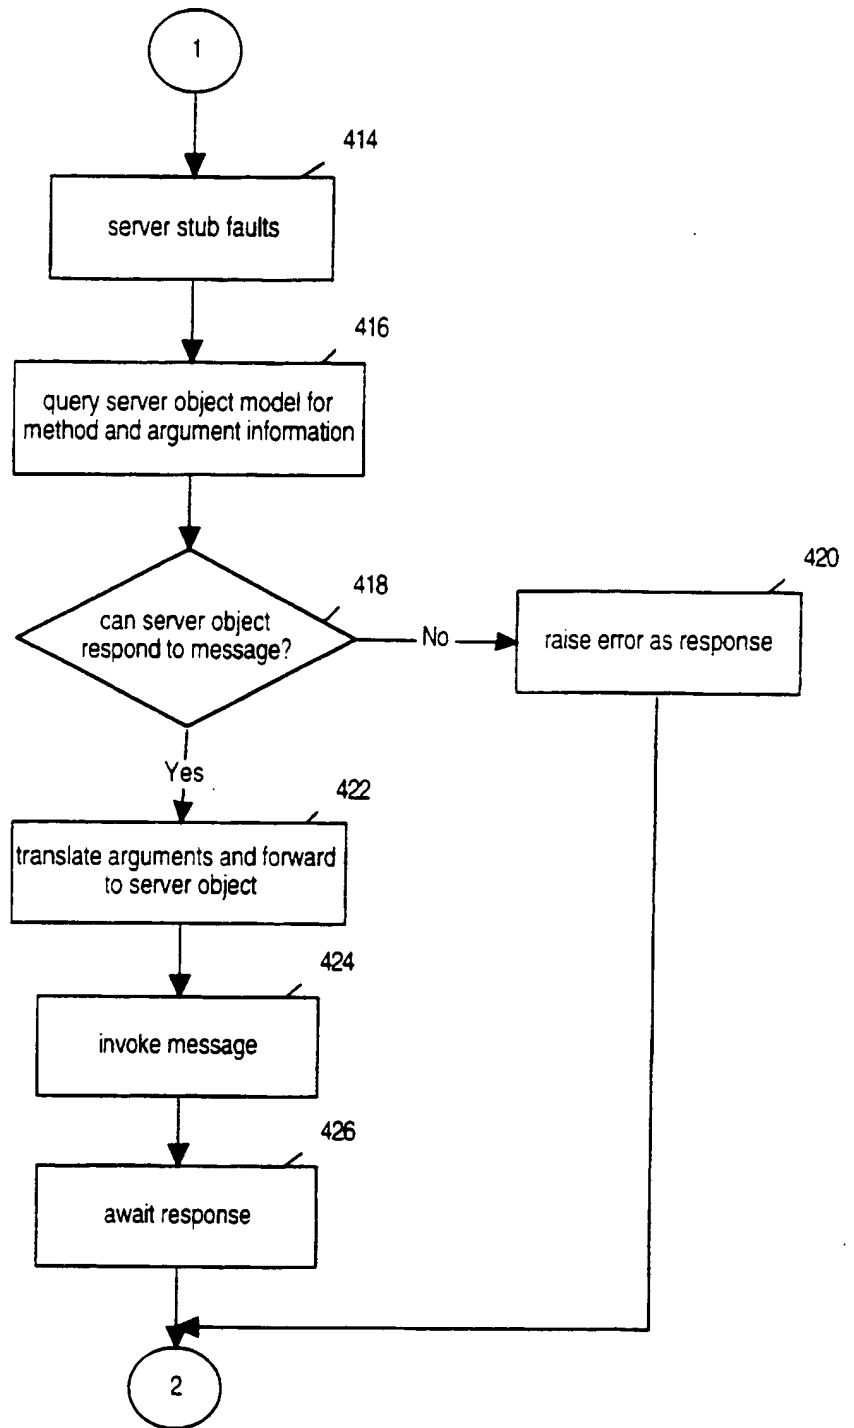 1
414
server stub faults
416
query server object model for
method and argument information
418
can server object
respond to message?
No
420
raise error as response
Yes
422
translate arguments and forward
to server object
424
invoke message
426
await response
2